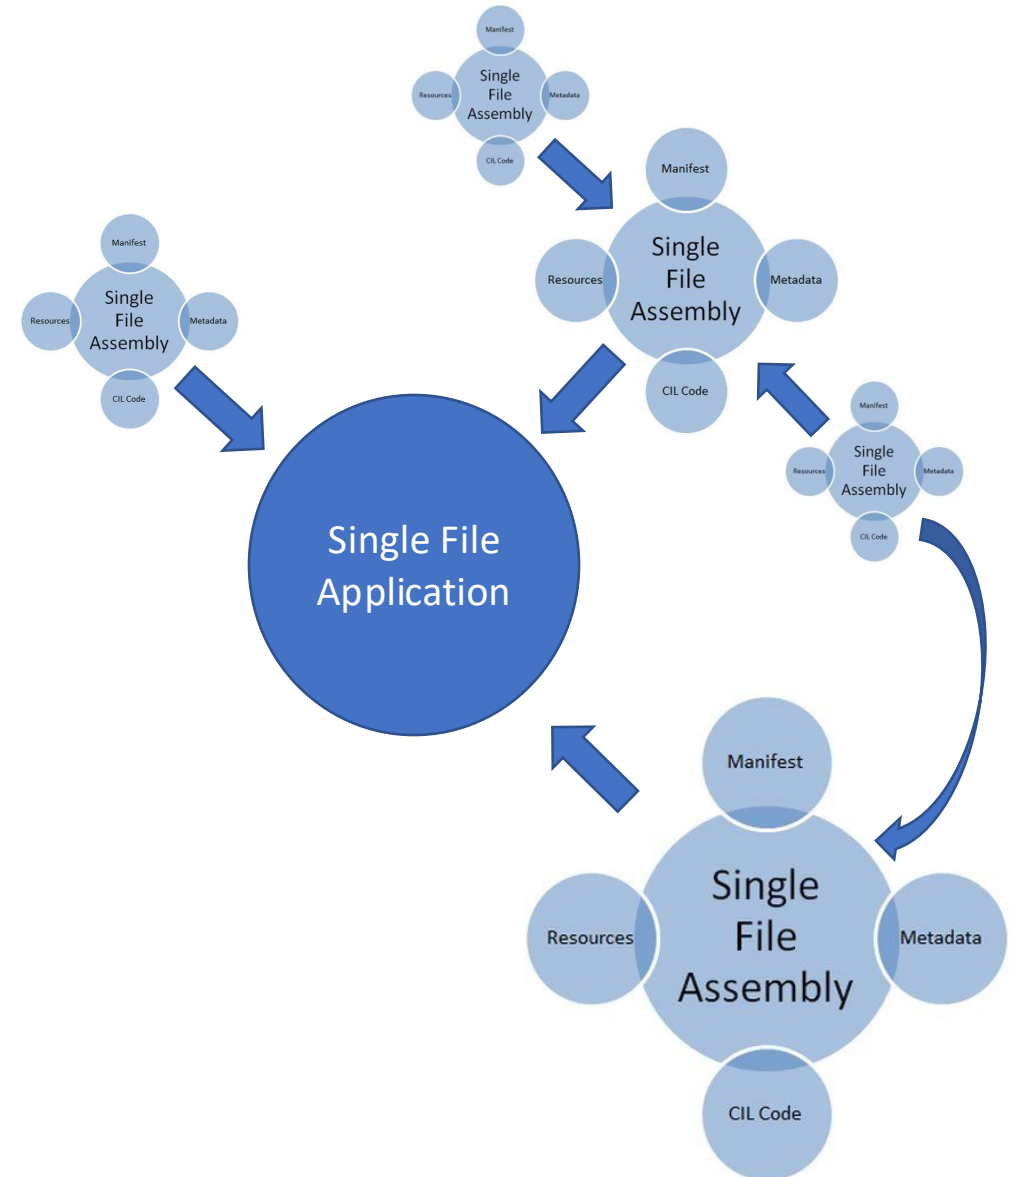 Manifest
Single
File
Assembly
Resources
Metadata
CIL Code
Manifest
Single
File
Assembly
Resources
Metadata
CIL Code
Manifest
Single
File
Assembly
Resources
Metadata
CIL Code
Manifest
Single
File
Assembly
Resources
Metadata
CIL Code
Single File
Application
Manifest
Single
File
Assembly
Resources
Metadata
CIL Code